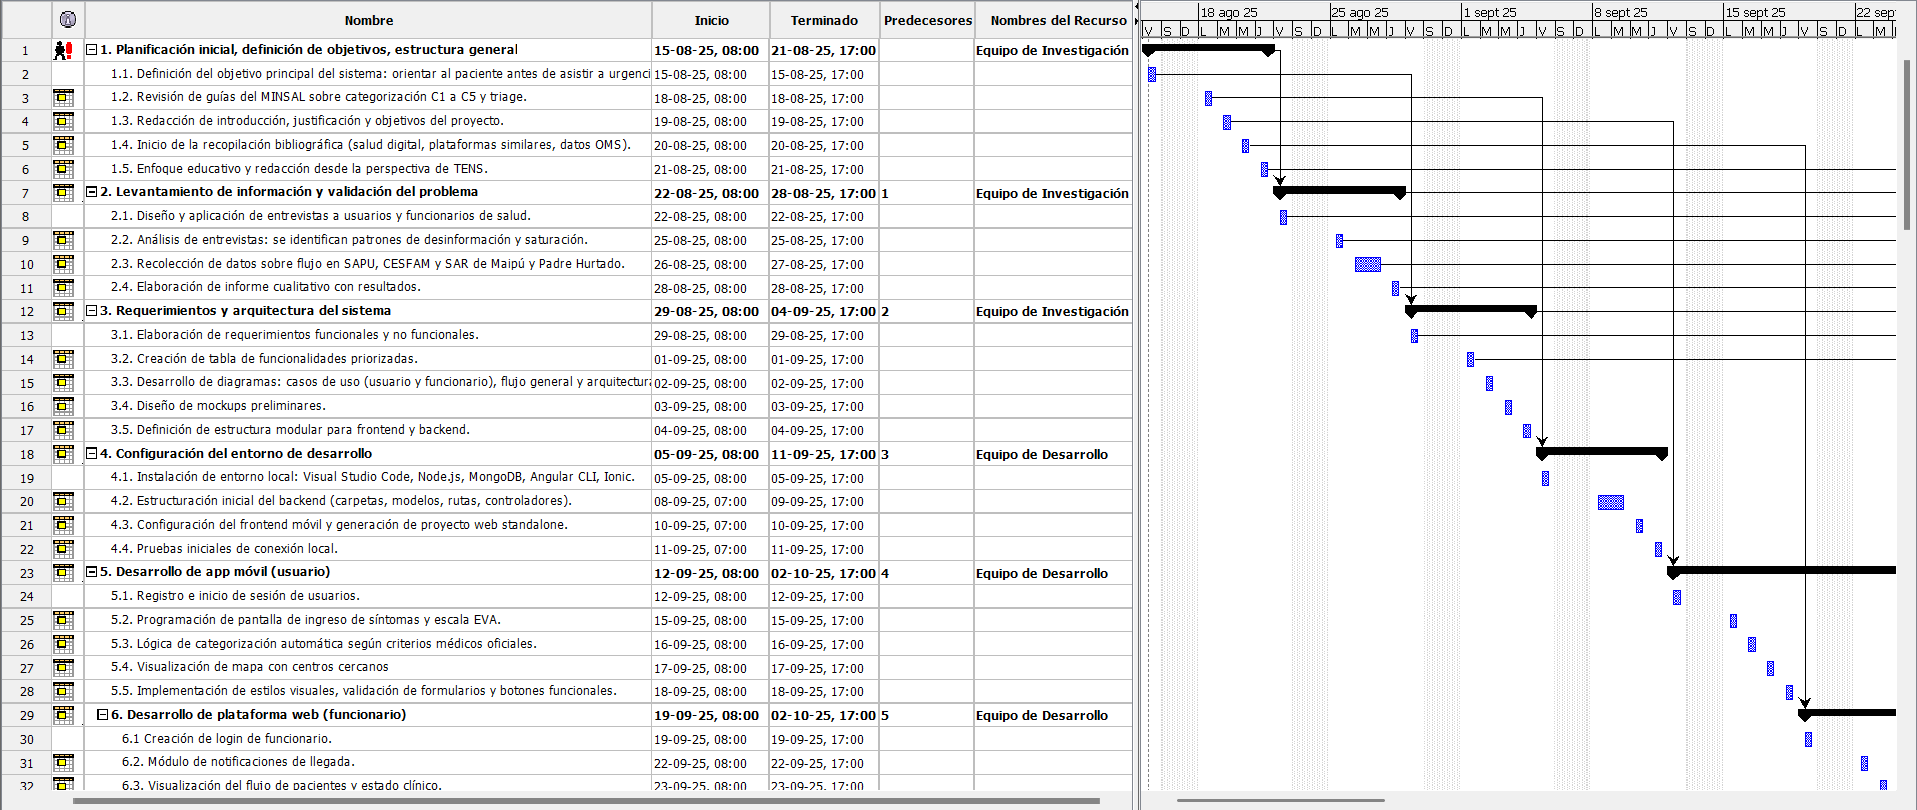 Nombre Inicio Terminado Predecesores Nombres del Recurso
18 ago 25 25 ago 25 1 sept 25 8 sept 25 15 sept 25 22 sept
V S D L M M J V S D L M M J V S D L M M J V S D L M M J V S D L M M J V S D L M
1 1. Planificación inicial, definición de objetivos, estructura general 15-08-25, 08:00 21-08-25, 17:00 Equipo de Investigación
2 1.1. Definición del objetivo principal del sistema: orientar al paciente antes de asistir a urgenci 15-08-25, 08:00 15-08-25, 17:00
3 1.2. Revisión de guías del MINSAL sobre categorización C1 a C5 y triage. 18-08-25, 08:00 18-08-25, 17:00
4 1.3. Redacción de introducción, justificación y objetivos del proyecto. 19-08-25, 08:00 19-08-25, 17:00
5 1.4. Inicio de la recopilación bibliográfica (salud digital, plataformas similares, datos OMS). 20-08-25, 08:00 20-08-25, 17:00
6 1.5. Enfoque educativo y redacción desde la perspectiva de TENS. 21-08-25, 08:00 21-08-25, 17:00
7 2. Levantamiento de información y validación del problema 22-08-25, 08:00 28-08-25, 17:00 1 Equipo de Investigación
8 2.1. Diseño y aplicación de entrevistas a usuarios y funcionarios de salud. 22-08-25, 08:00 22-08-25, 17:00
9 2.2. Análisis de entrevistas: se identifican patrones de desinformación y saturación. 25-08-25, 08:00 25-08-25, 17:00
10 2.3. Recolección de datos sobre flujo en SAPU, CESFAM y SAR de Maipú y Padre Hurtado. 26-08-25, 08:00 27-08-25, 17:00
11 2.4. Elaboración de informe cualitativo con resultados. 28-08-25, 08:00 28-08-25, 17:00
12 3. Requerimientos y arquitectura del sistema 29-08-25, 08:00 04-09-25, 17:00 2 Equipo de Investigación
13 3.1. Elaboración de requerimientos funcionales y no funcionales. 29-08-25, 08:00 29-08-25, 17:00
14 3.2. Creación de tabla de funcionalidades priorizadas. 01-09-25, 08:00 01-09-25, 17:00
15 3.3. Desarrollo de diagramas: casos de uso (usuario y funcionario), flujo general y arquitectura 02-09-25, 08:00 02-09-25, 17:00
16 3.4. Diseño de mockups preliminares. 03-09-25, 08:00 03-09-25, 17:00
17 3.5. Definición de estructura modular para frontend y backend. 04-09-25, 08:00 04-09-25, 17:00
18 4. Configuración del entorno de desarrollo 05-09-25, 08:00 11-09-25, 17:00 3 Equipo de Desarrollo
19 4.1. Instalación de entorno local: Visual Studio Code, Node.js, MongoDB, Angular CLI, Ionic. 05-09-25, 08:00 05-09-25, 17:00
20 4.2. Estructuración inicial del backend (carpetas, modelos, rutas, controladores). 08-09-25, 07:00 09-09-25, 17:00
21 4.3. Configuración del frontend móvil y generación de proyecto web standalone. 10-09-25, 07:00 10-09-25, 17:00
22 4.4. Pruebas iniciales de conexión local. 11-09-25, 07:00 11-09-25, 17:00
23 5. Desarrollo de app móvil (usuario) 12-09-25, 08:00 02-10-25, 17:00 4 Equipo de Desarrollo
24 5.1. Registro e inicio de sesión de usuarios. 12-09-25, 08:00 12-09-25, 17:00
25 5.2. Programación de pantalla de ingreso de síntomas y escala EVA. 15-09-25, 08:00 15-09-25, 17:00
26 5.3. Lógica de categorización automática según criterios médicos oficiales. 16-09-25, 08:00 16-09-25, 17:00
27 5.4. Visualización de mapa con centros cercanos 17-09-25, 08:00 17-09-25, 17:00
28 5.5. Implementación de estilos visuales, validación de formularios y botones funcionales. 18-09-25, 08:00 18-09-25, 17:00
29 6. Desarrollo de plataforma web (funcionario) 19-09-25, 08:00 02-10-25, 17:00 5 Equipo de Desarrollo
30 6.1 Creación de login de funcionario. 19-09-25, 08:00 19-09-25, 17:00
31 6.2. Módulo de notificaciones de llegada. 22-09-25, 08:00 22-09-25, 17:00
32 6.3. Visualización del flujo de pacientes y estado clínico. 23-09-25, 08:00 23-09-25, 17:00